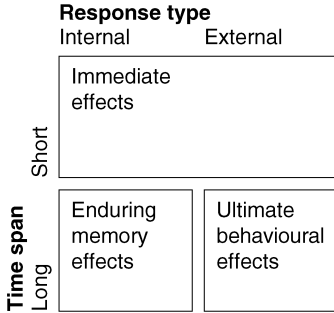 Response type
Internal External
Immediate
effects
Short
Enduring
memory
effects
Ultimate
behavioural
effects
Time span
Long